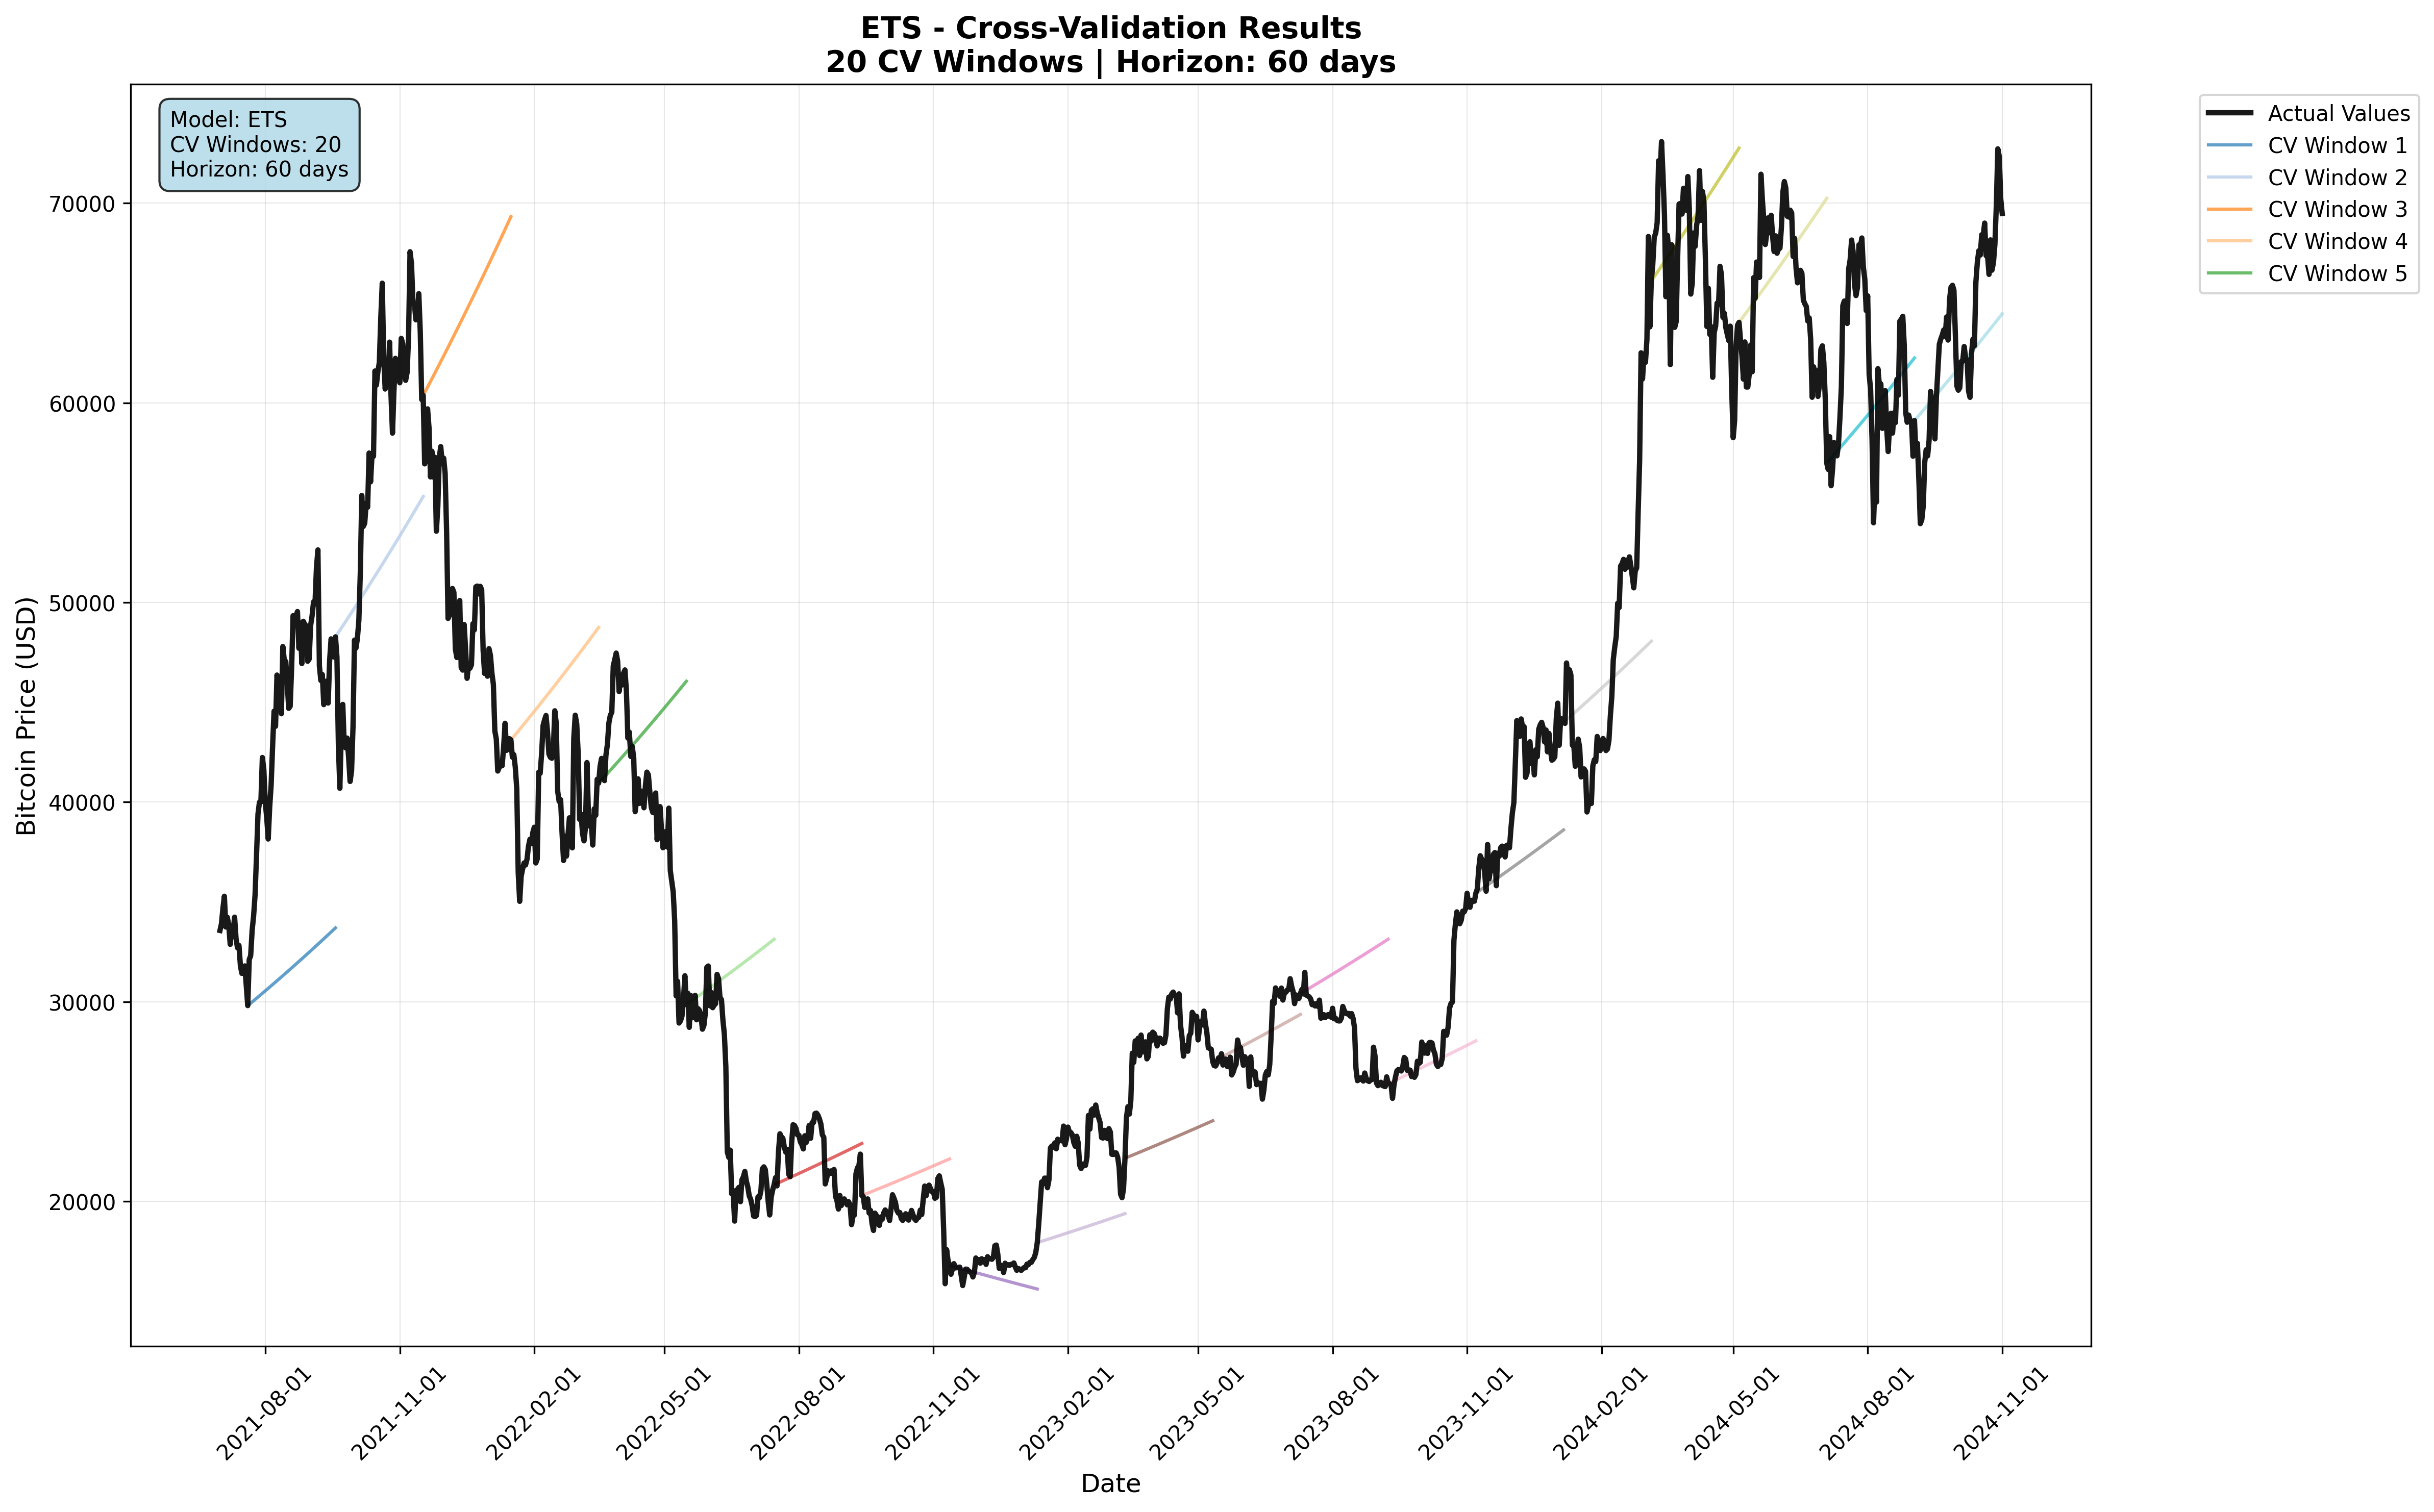 ETS - Cross-Validation Results
20 CV Windows | Horizon: 60 days
Model: ETS
CV Windows: 20
Horizon: 60 days
Actual Values
CV Window 1
CV Window 2
CV Window 3
CV Window 4
CV Window 5
Bitcoin Price (USD)
70000
60000
50000
40000
30000
20000
2021-08-01
2021-11-01
2022-02-01
2022-05-01
2022-08-01
2022-11-01
2023-02-01
2023-05-01
2023-08-01
2023-11-01
2024-02-01
2024-05-01
2024-08-01
2024-11-01
Date